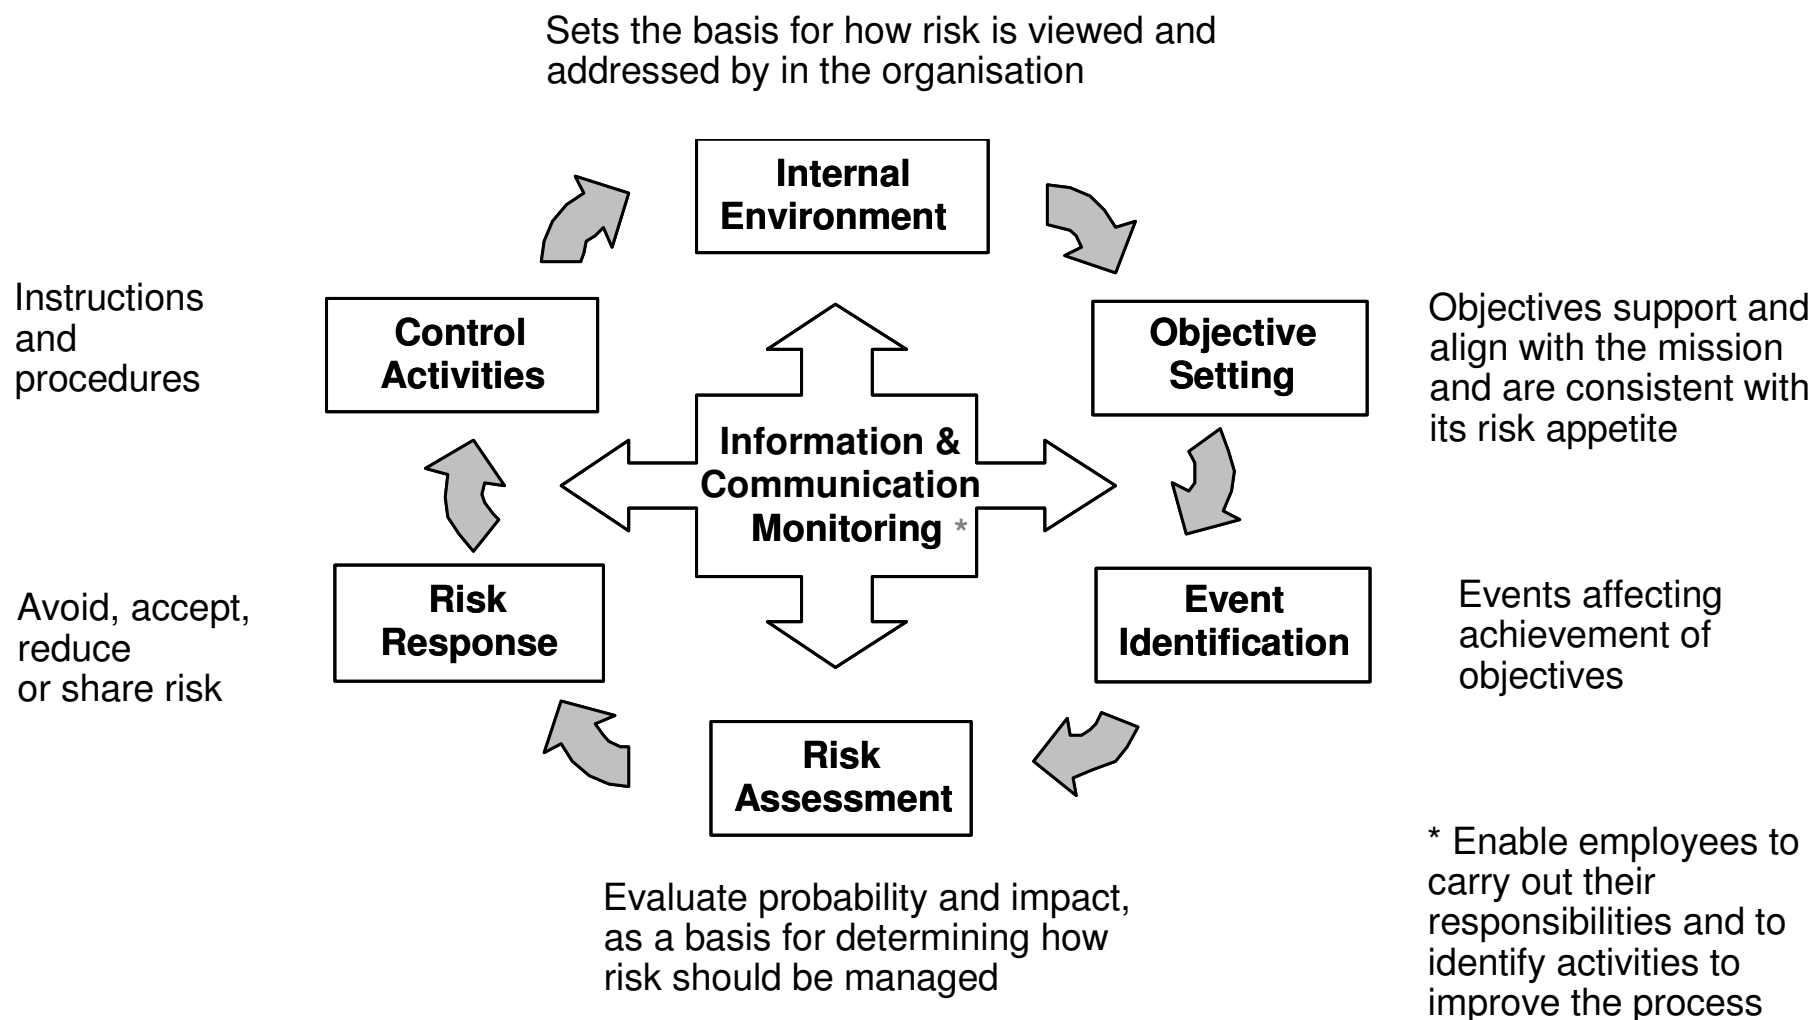 Sets the basis for how risk is viewed and
addressed by in the organisation
Internal
Environment
Instructions
and
procedures
Control
Activities
Objective
Setting
Objectives support and
align with the mission
and are consistent with
its risk appetite
Information &
Communication
Monitoring *
Avoid, accept,
reduce
or share risk
Risk
Response
Event
Identification
Events affecting
achievement of
objectives
Risk
Assessment
Evaluate probability and impact,
as a basis for determining how
risk should be managed
* Enable employees to
carry out their
responsibilities and to
identify activities to
improve the process